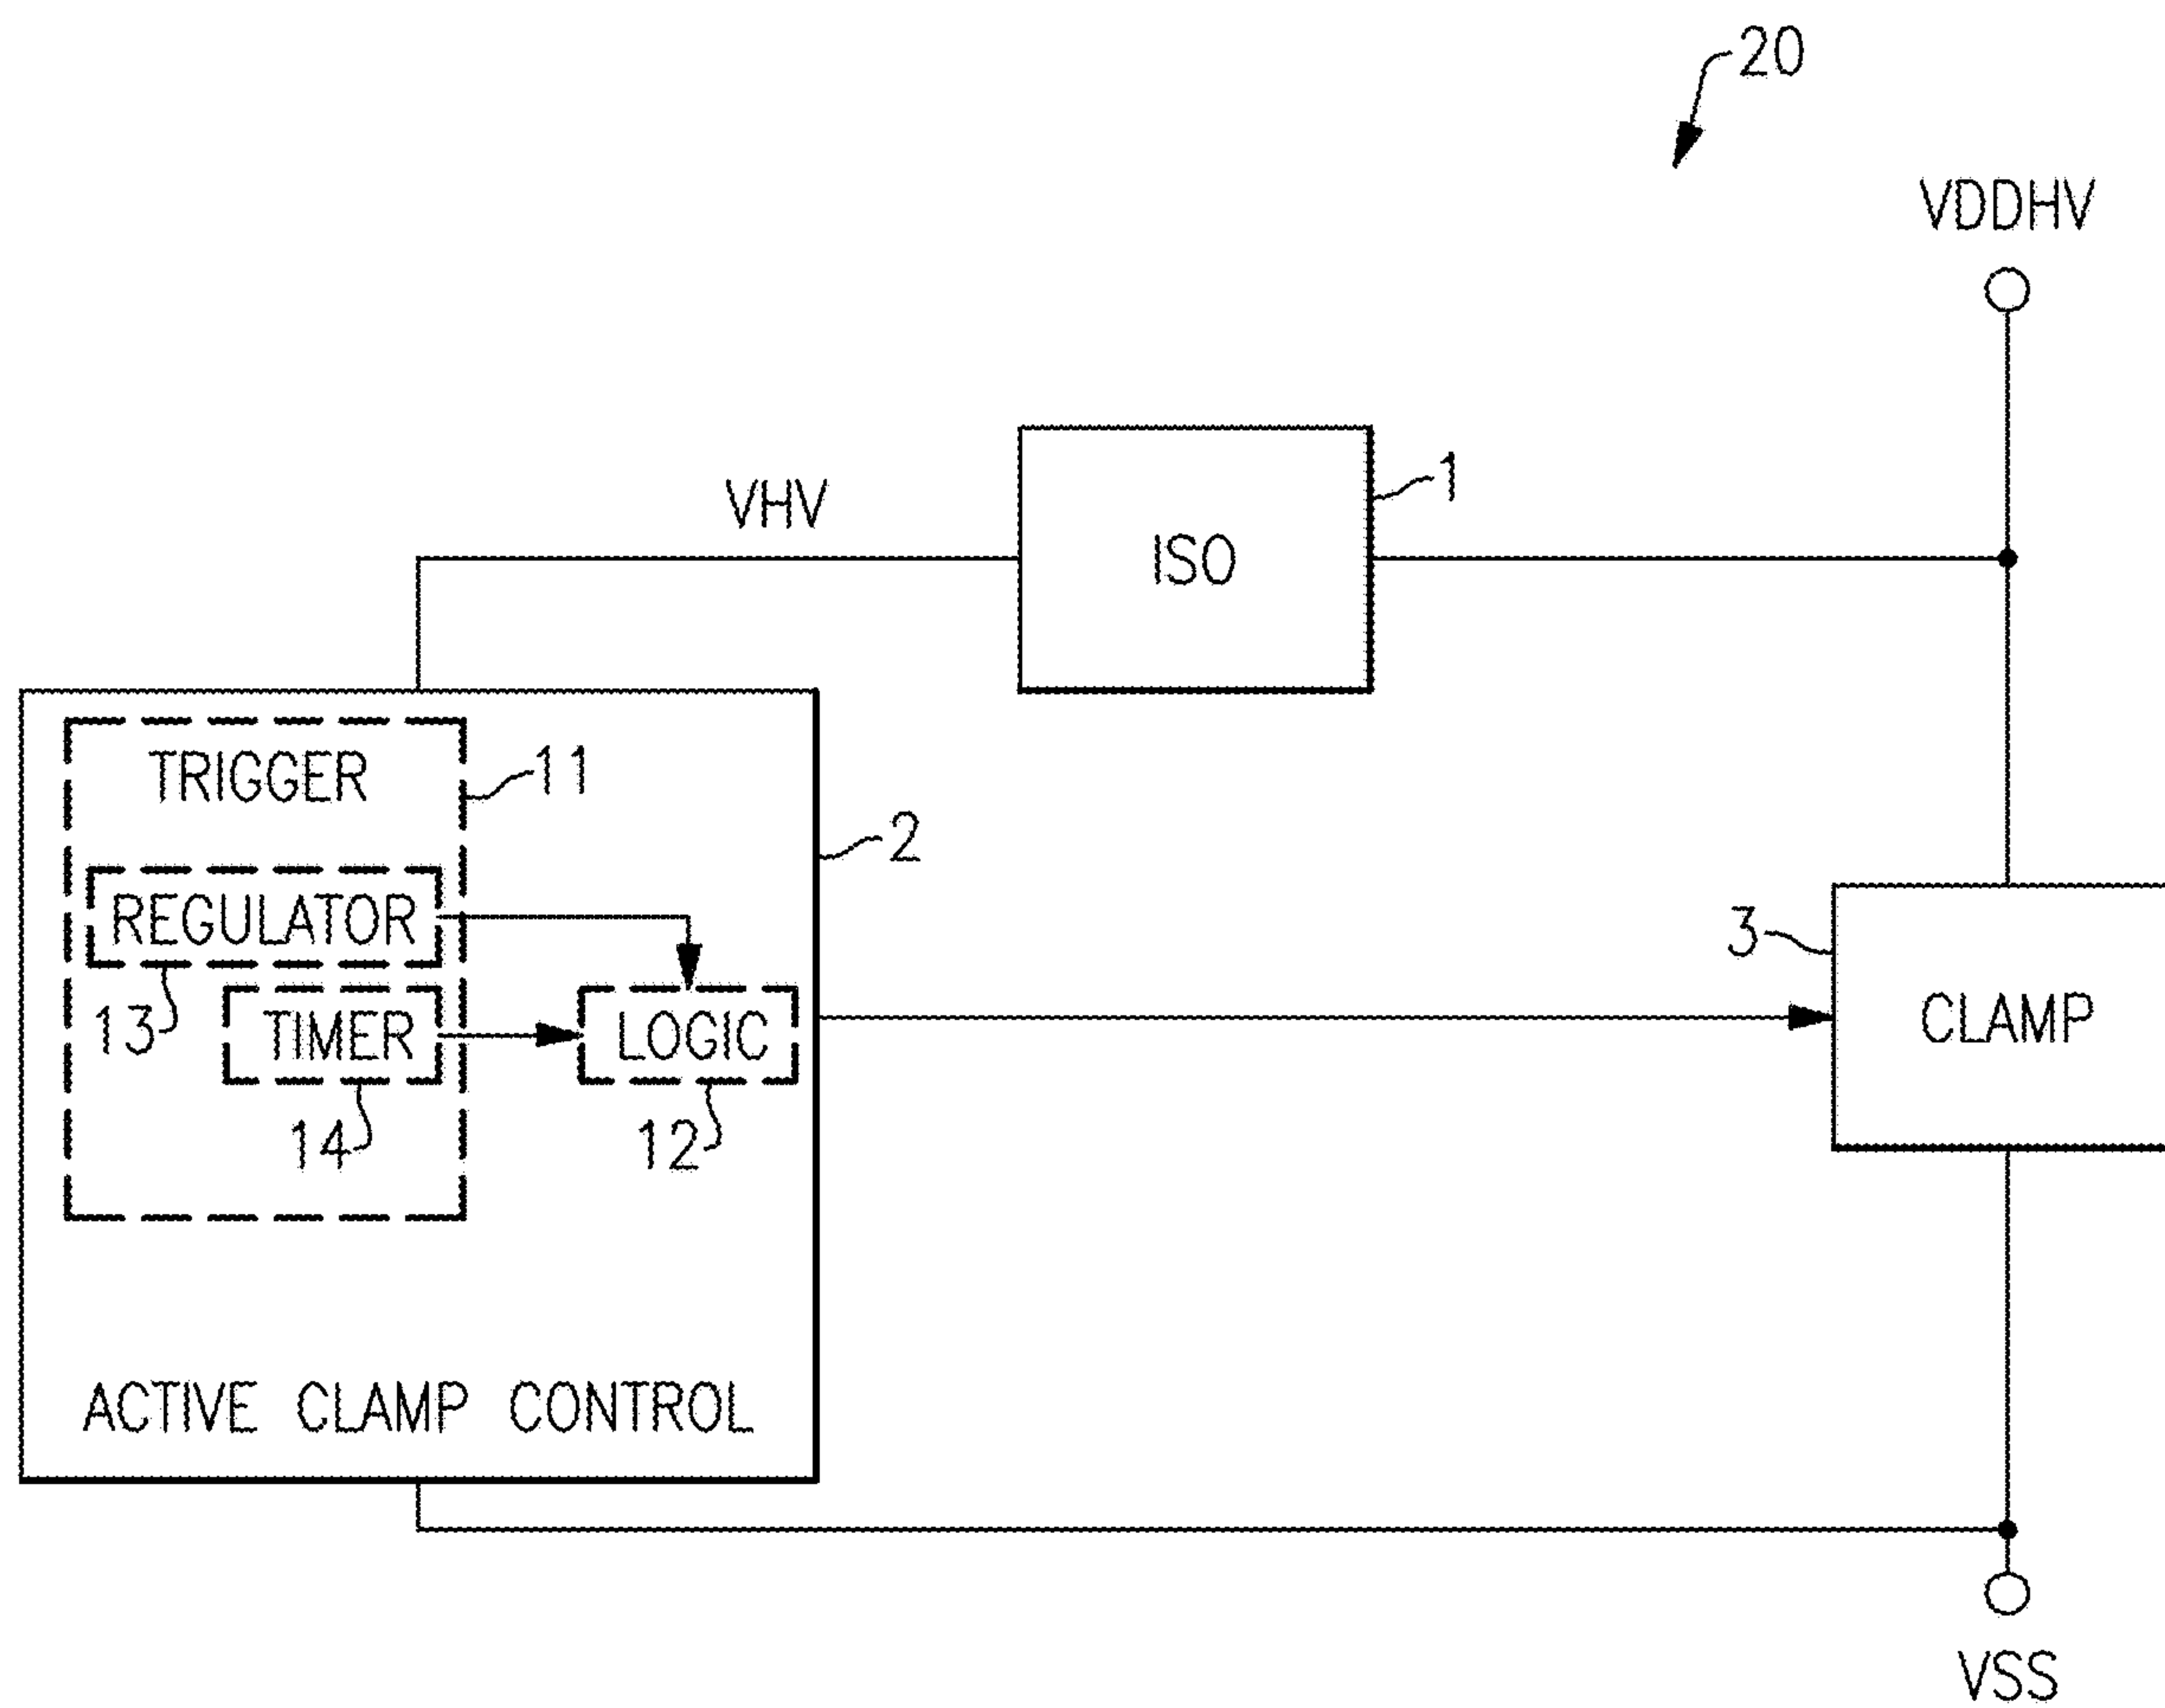 20
VDDHV
VHV
1
ISO
TRIGGER
11
2
REGULATOR
3
13
TIMER
LOGIC
CLAMP
14
12
ACTIVE CLAMP CONTROL
VSS